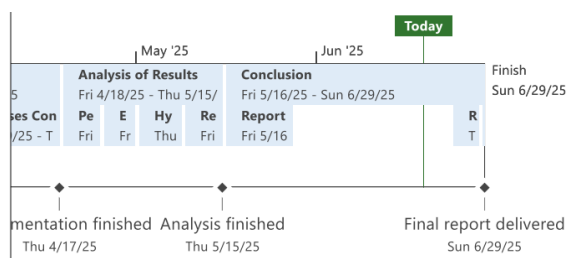 Today
May '25
Jun '25
Analysis of Results
Conclusion
Finish
5
Fri 4/18/25 - Thu 5/15/
Fri 5/16/25 - Sun 6/29/25
Sun 6/29/25
ses Con
Pe
E
Hy
Re
Report
R
/25 - T
Fri
Fr
Thu
Fri
Fri 5/16
T
mentation finished
Analysis finished
Final report delivered
Thu 4/17/25
Thu 5/15/25
Sun 6/29/25